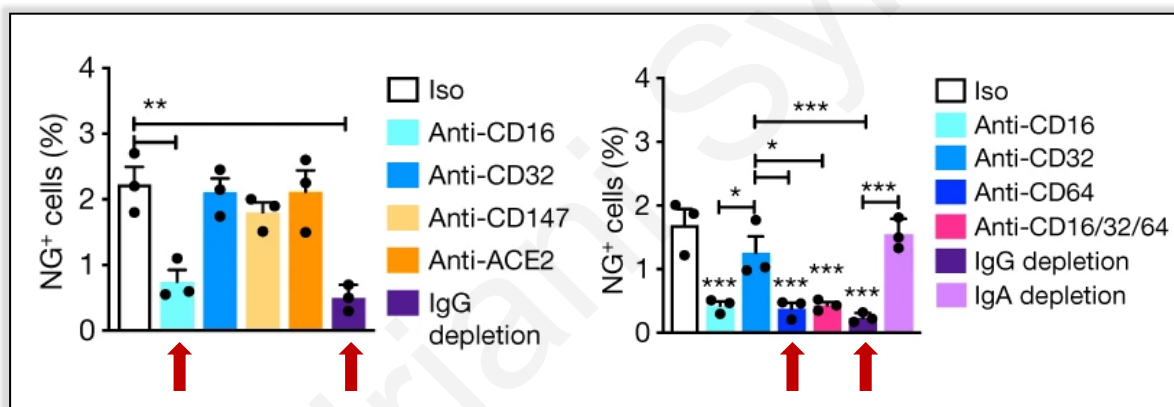 4
3
2
1
0
NG⁺ cells (%)
**
Iso
Anti-CD16
Anti-CD32
Anti-CD147
Anti-ACE2
IgG
depletion
4
3
2
1
0
NG⁺ cells (%)
***
*
*
***
***
***
***
***
Iso
Anti-CD16
Anti-CD32
Anti-CD64
Anti-CD16/32/64
IgG depletion
IgA depletion